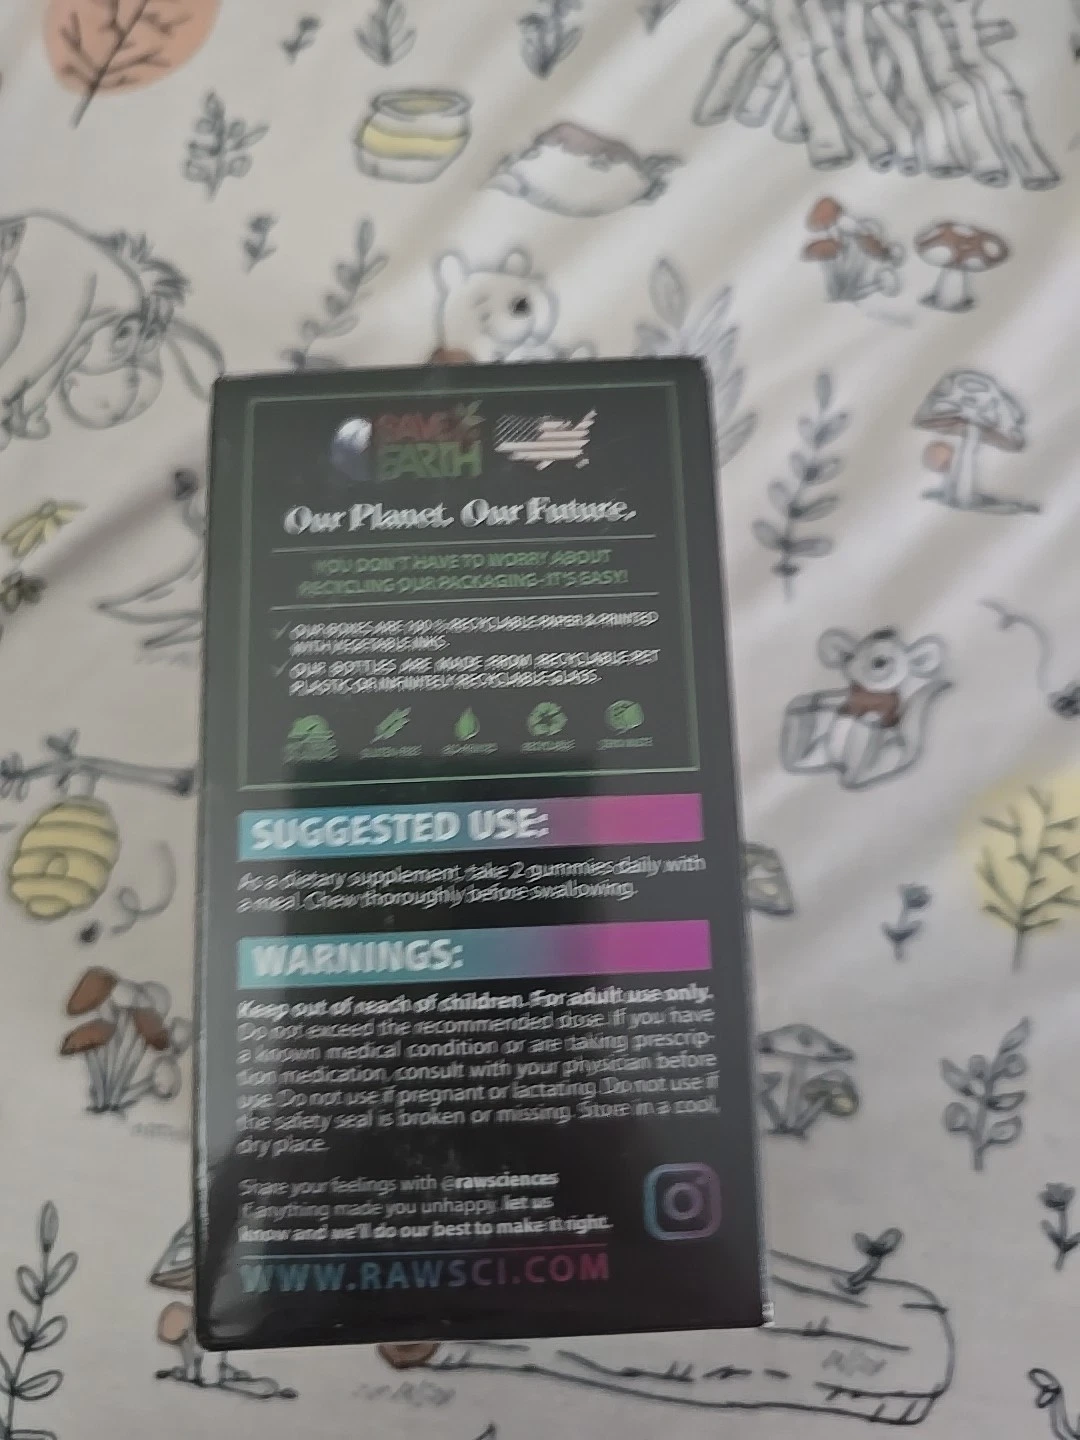 SAVE
EARTH
Our Planet. Our Future.
YOU DON'T HAVE TO WORRY ABOUT
RECYCLING OUR PACKAGING-IT'S EASY!
✓ OUR BOXES ARE 100% RECYCLABLE PAPER & PRINTED
WITH VEGETABLE INKS.
✓ OUR BOTTLES ARE MADE FROM RECYCLABLE PET
PLASTIC OR INFINITELY RECYCLABLE GLASS.
GLUTEN-FREE
RECYCLABLE
SUGGESTED USE:
As a dietary supplement, take 2 gummies daily with
a meal. Chew thoroughly before swallowing.
WARNINGS:
Keep out of reach of children. For adult use only.
Do not exceed the recommended dose. If you have
a known medical condition or are taking prescrip-
tion medication, consult with your physician before
use. Do not use if pregnant or lactating. Do not use if
the safety seal is broken or missing. Store in a cool,
dry place.
Share your feelings with @rawsciences
If anything made you unhappy, let us
know and we'll do our best to make it right.
WWW.RAWSCI.COM